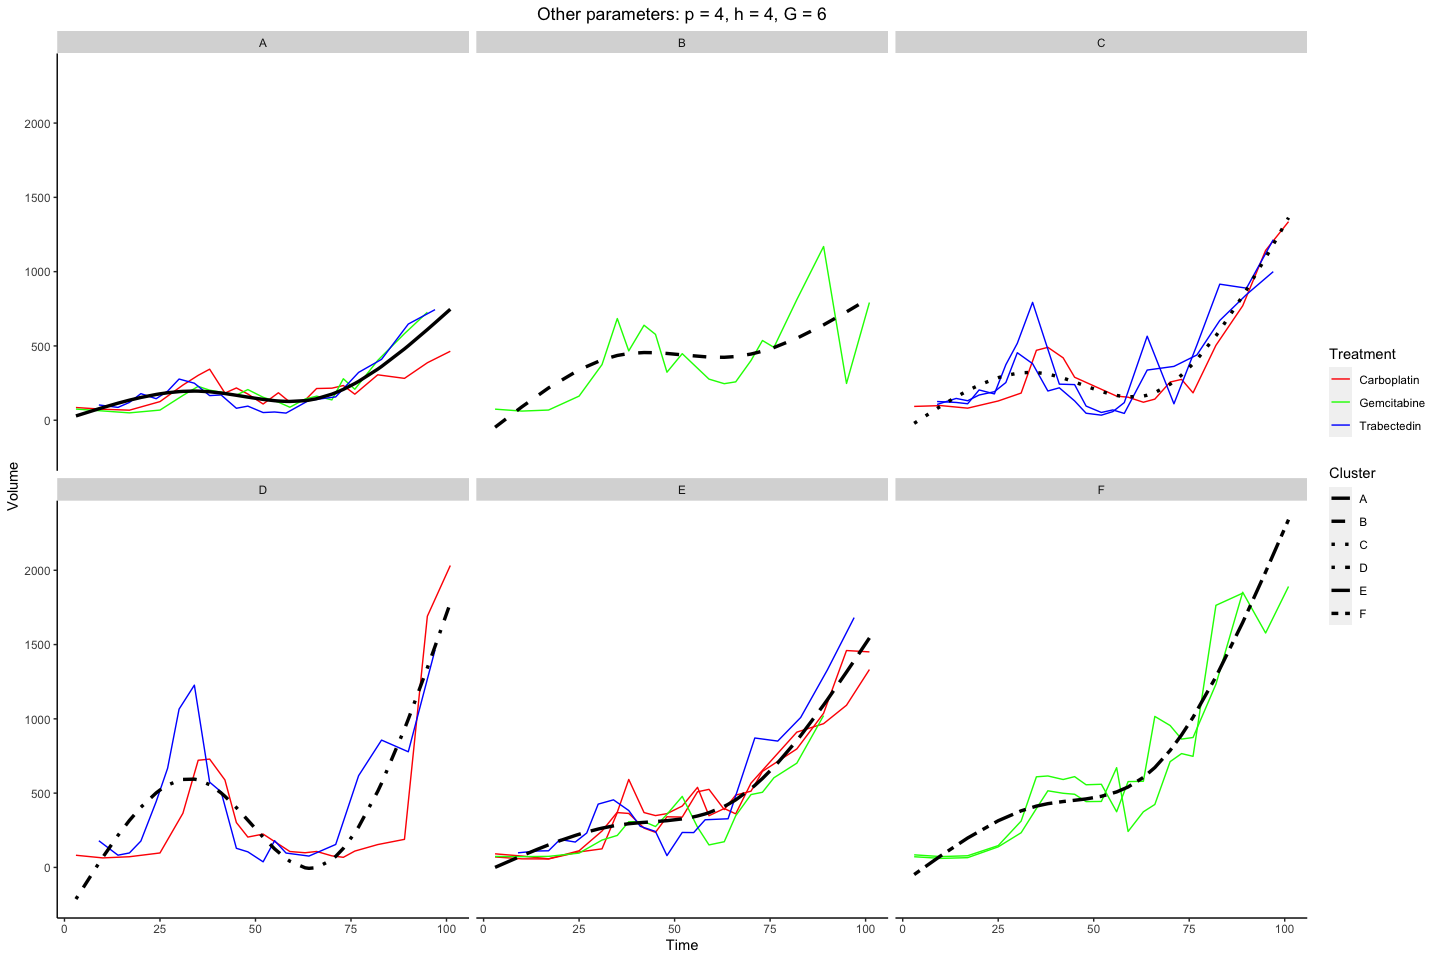 Other parameters: p = 4, h = 4, G = 6
A
B
C
2000
1500
1000
500
0
D
E
F
2000
1500
1000
500
0
0 25 50 75 100
0 25 50 75 100
0 25 50 75 100
Time
Volume
Treatment
Carboplatin
Gemcitabine
Trabectedin
Cluster
A
B
C
D
E
F